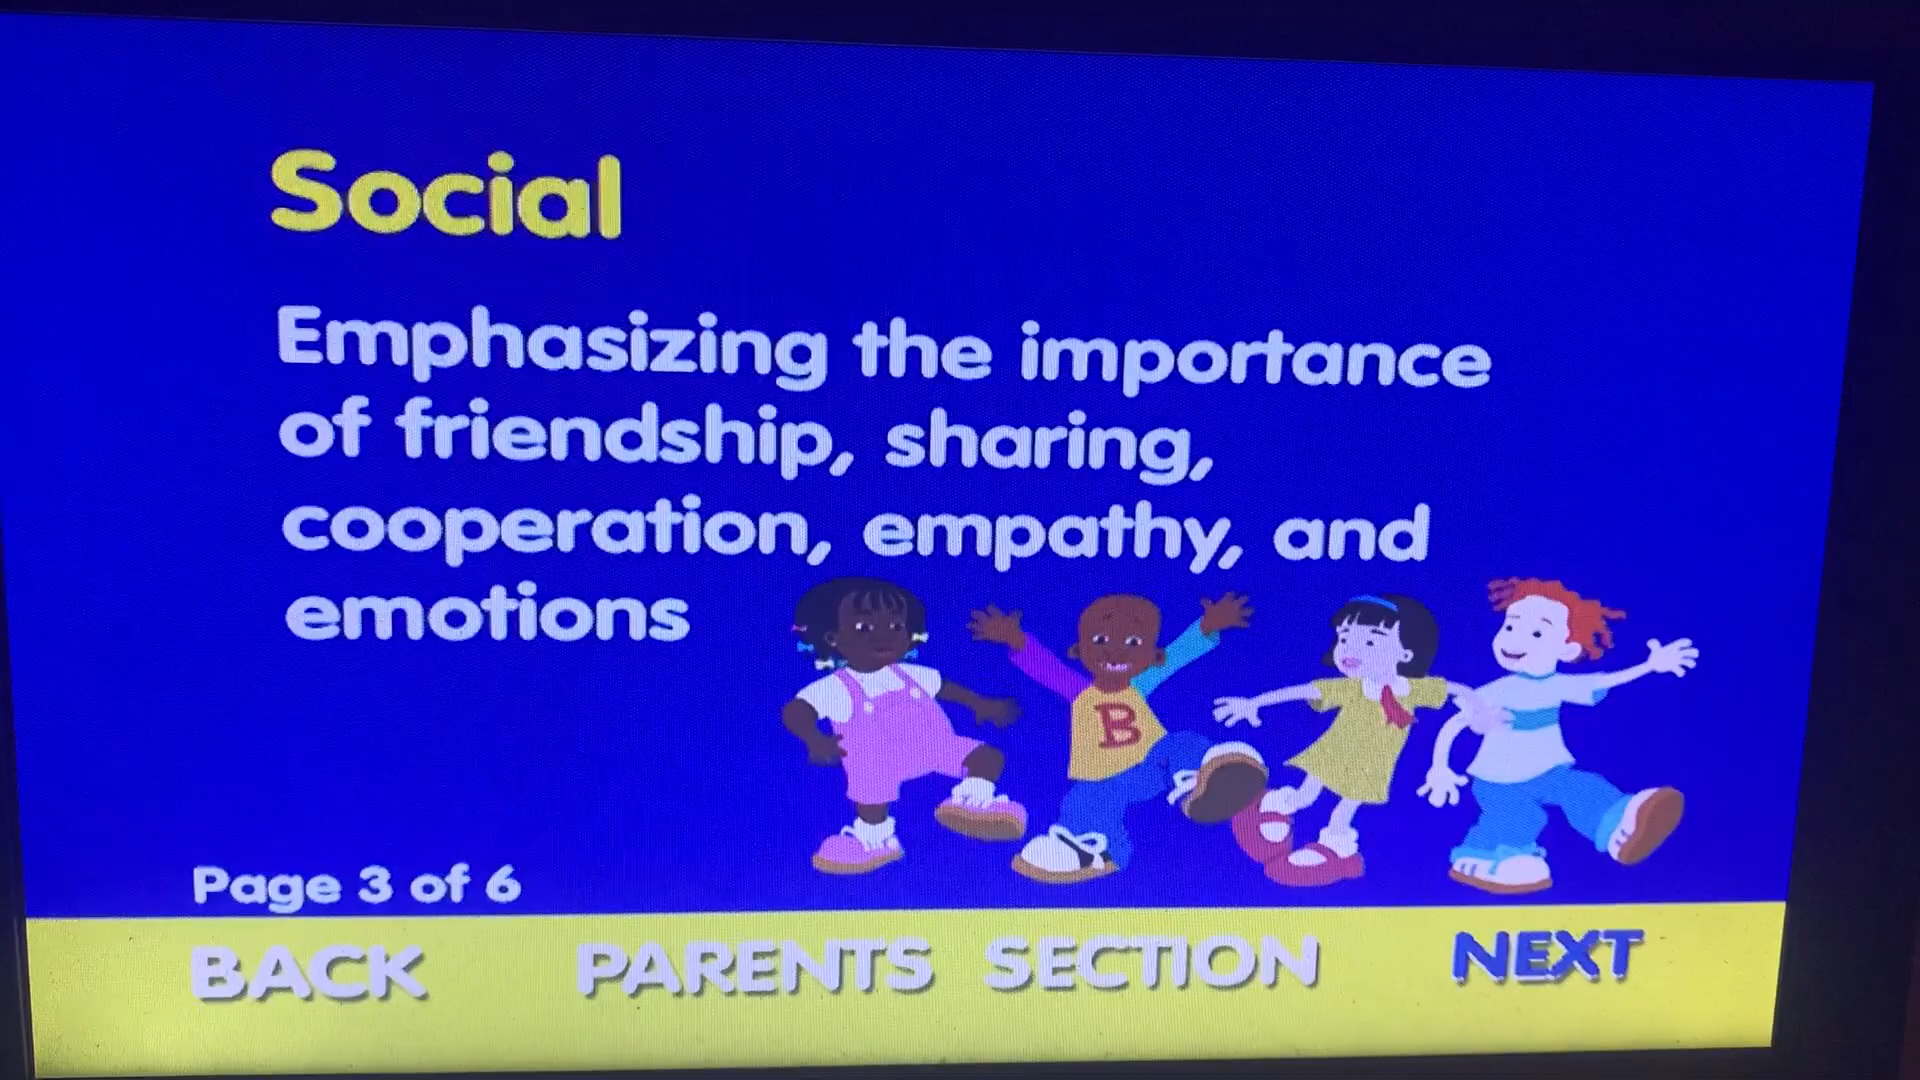 Social
Emphasizing the importance
of friendship, sharing,
cooperation, empathy, and
emotions
B
Page 3 of 6
BACK PARENTS SECTION NEXT